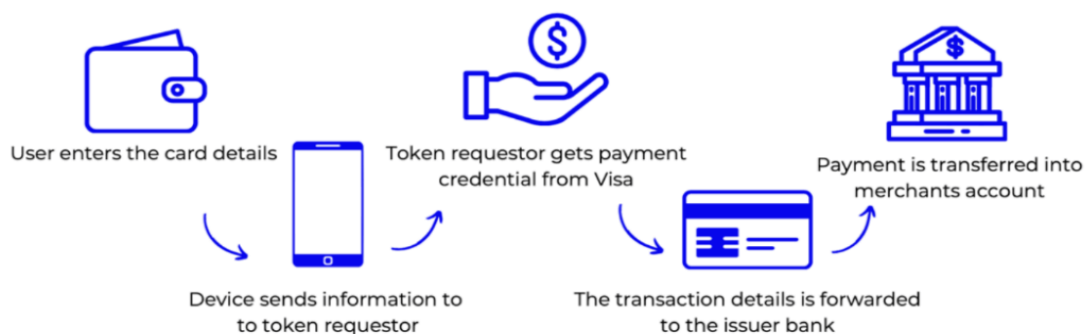 User enters the card details
Device sends information to
to token requestor
Token requestor gets payment
credential from Visa
The transaction details is forwarded
to the issuer bank
Payment is transferred into
merchants account